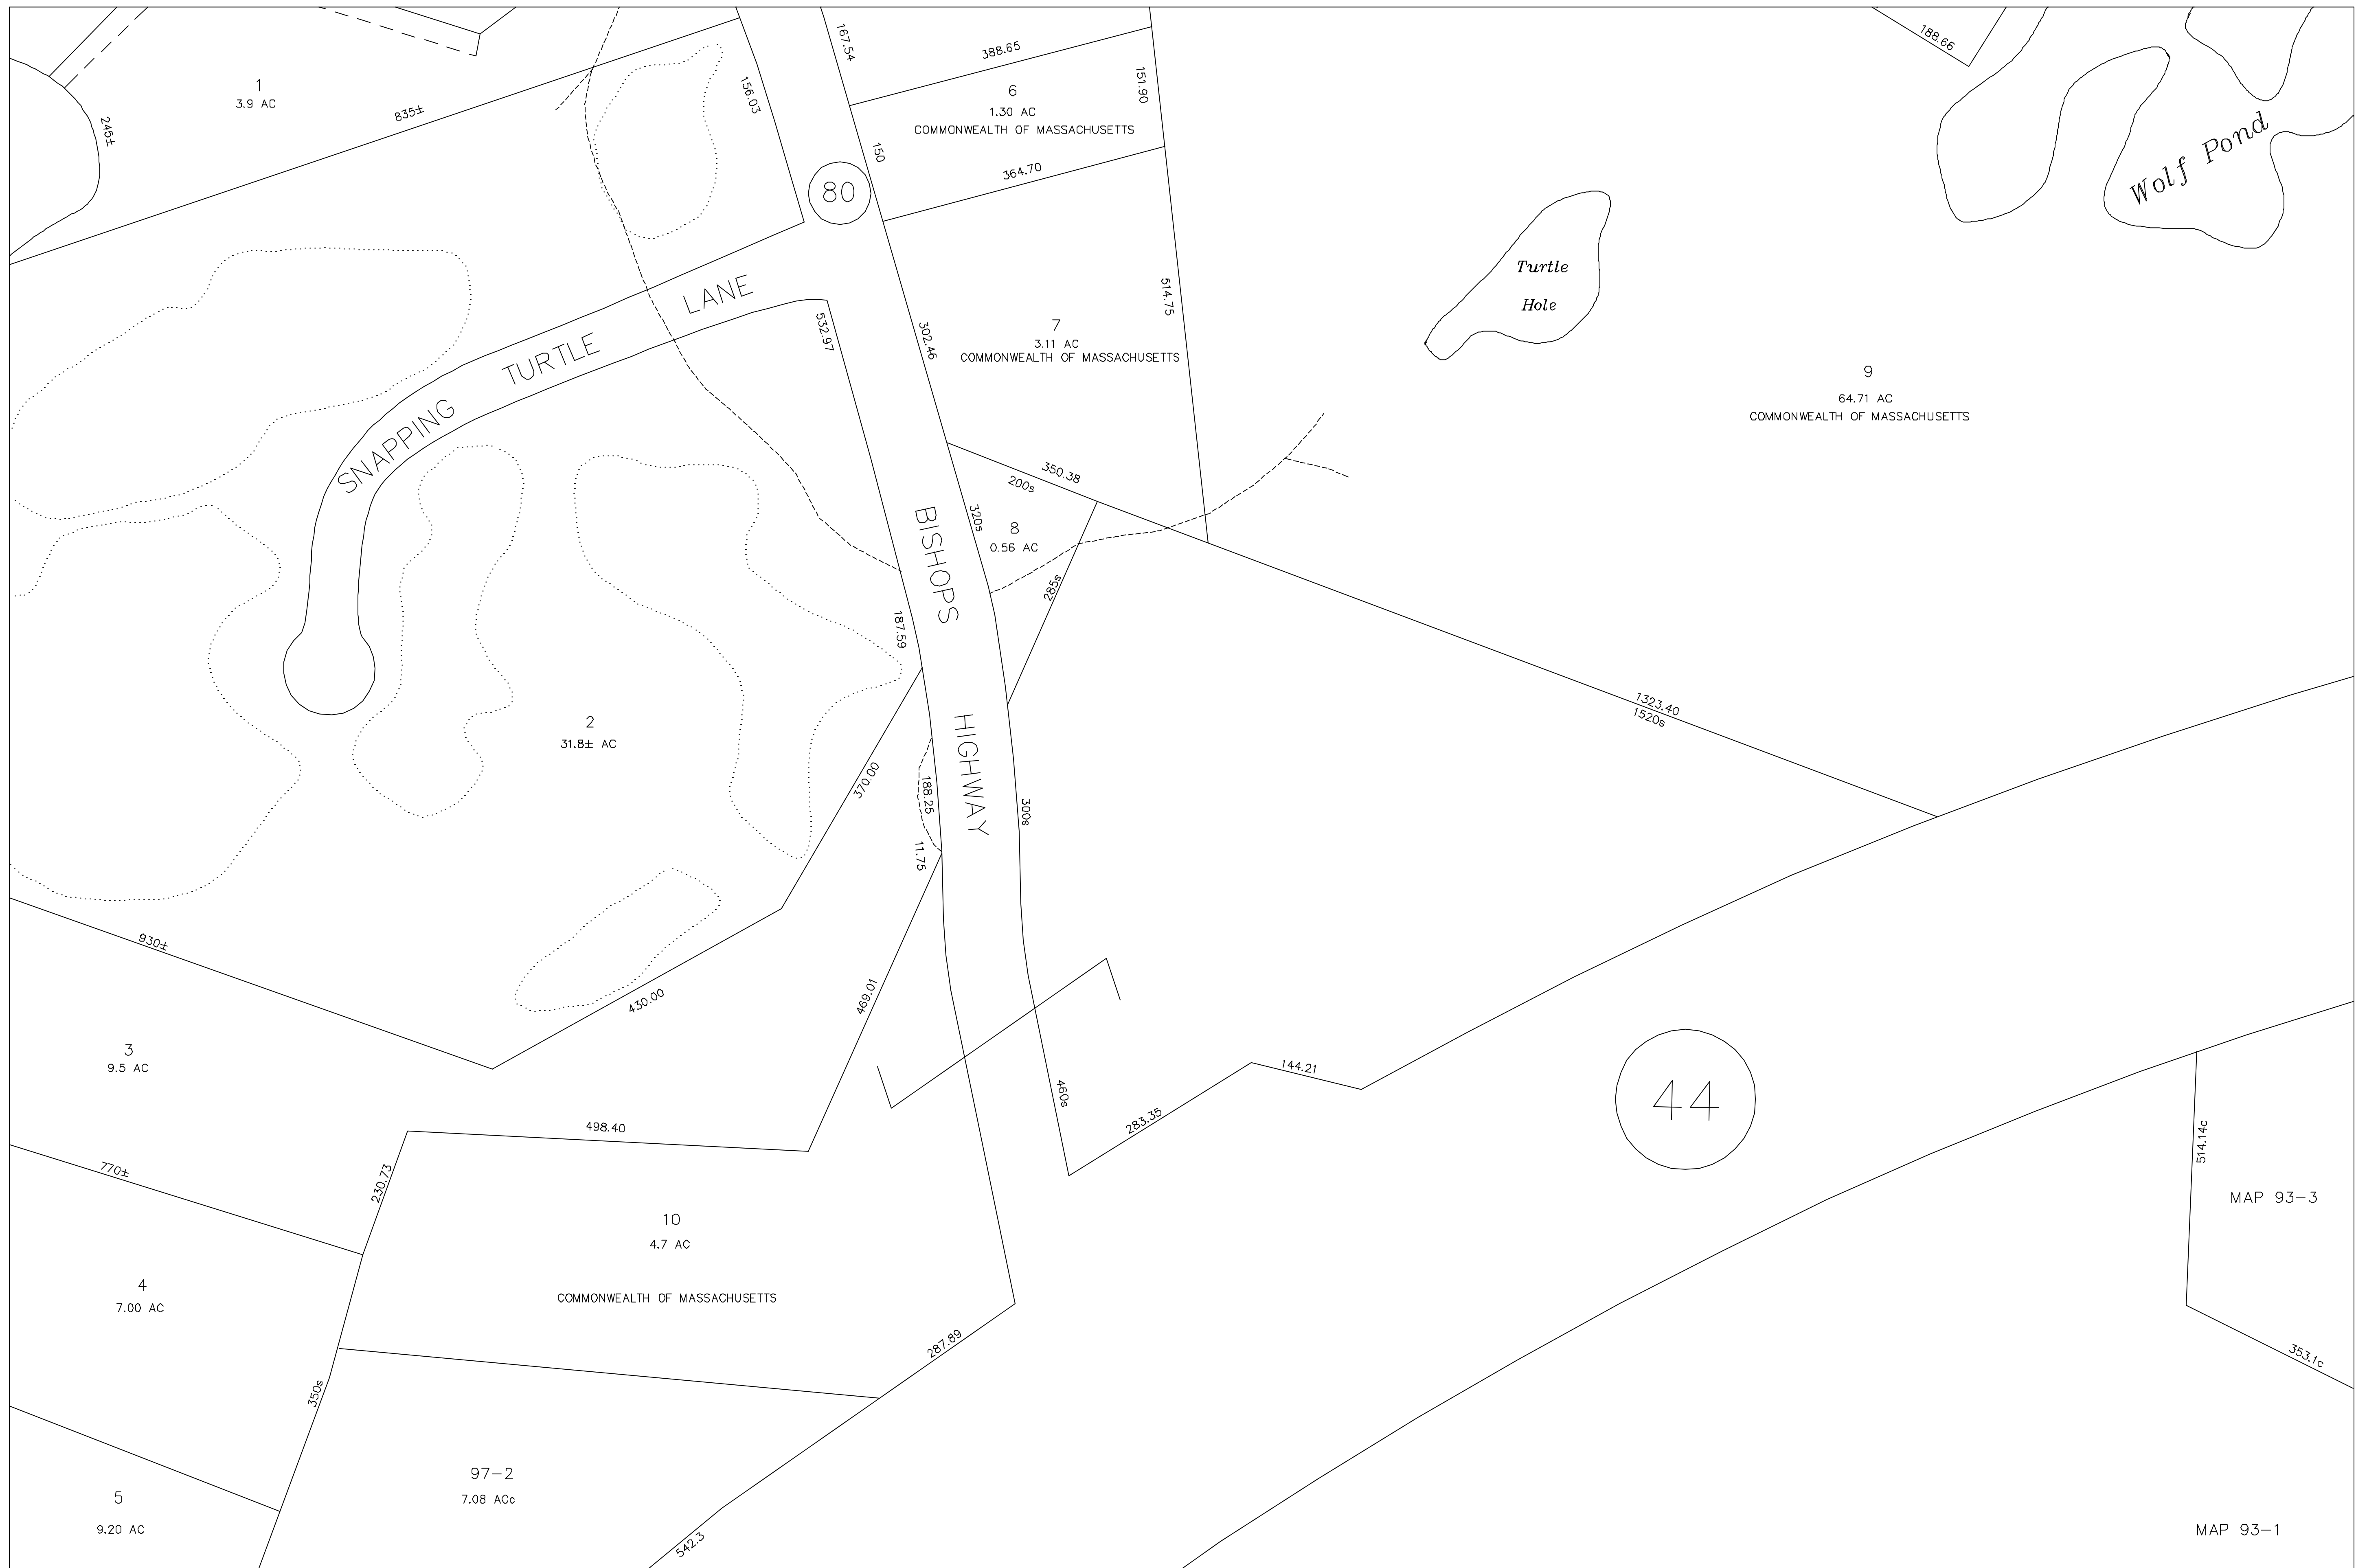 1
3.9 AC
245±
835±
156.03
167.54
388.65
151.90
6
1.30 AC
COMMONWEALTH OF MASSACHUSETTS
150
364.70
80
188.66
Wolf Pond
Turtle
Hole
514.75
7
3.11 AC
COMMONWEALTH OF MASSACHUSETTS
302.46
532.97
SNAPPING TURTLE LANE
9
64.71 AC
COMMONWEALTH OF MASSACHUSETTS
350.38
200s
320s
8
0.56 AC
285s
BISHOPS HIGHWAY
187.59
2
31.8± AC
370.00
188.25
11.75
300s
1323.40
1520s
930±
430.00
469.01
3
9.5 AC
460s
283.35
144.21
44
498.40
770±
230.73
514.14c
MAP 93-3
10
4.7 AC
COMMONWEALTH OF MASSACHUSETTS
4
7.00 AC
287.89
353.1c
350s
97-2
7.08 ACc
5
9.20 AC
542.3
MAP 93-1